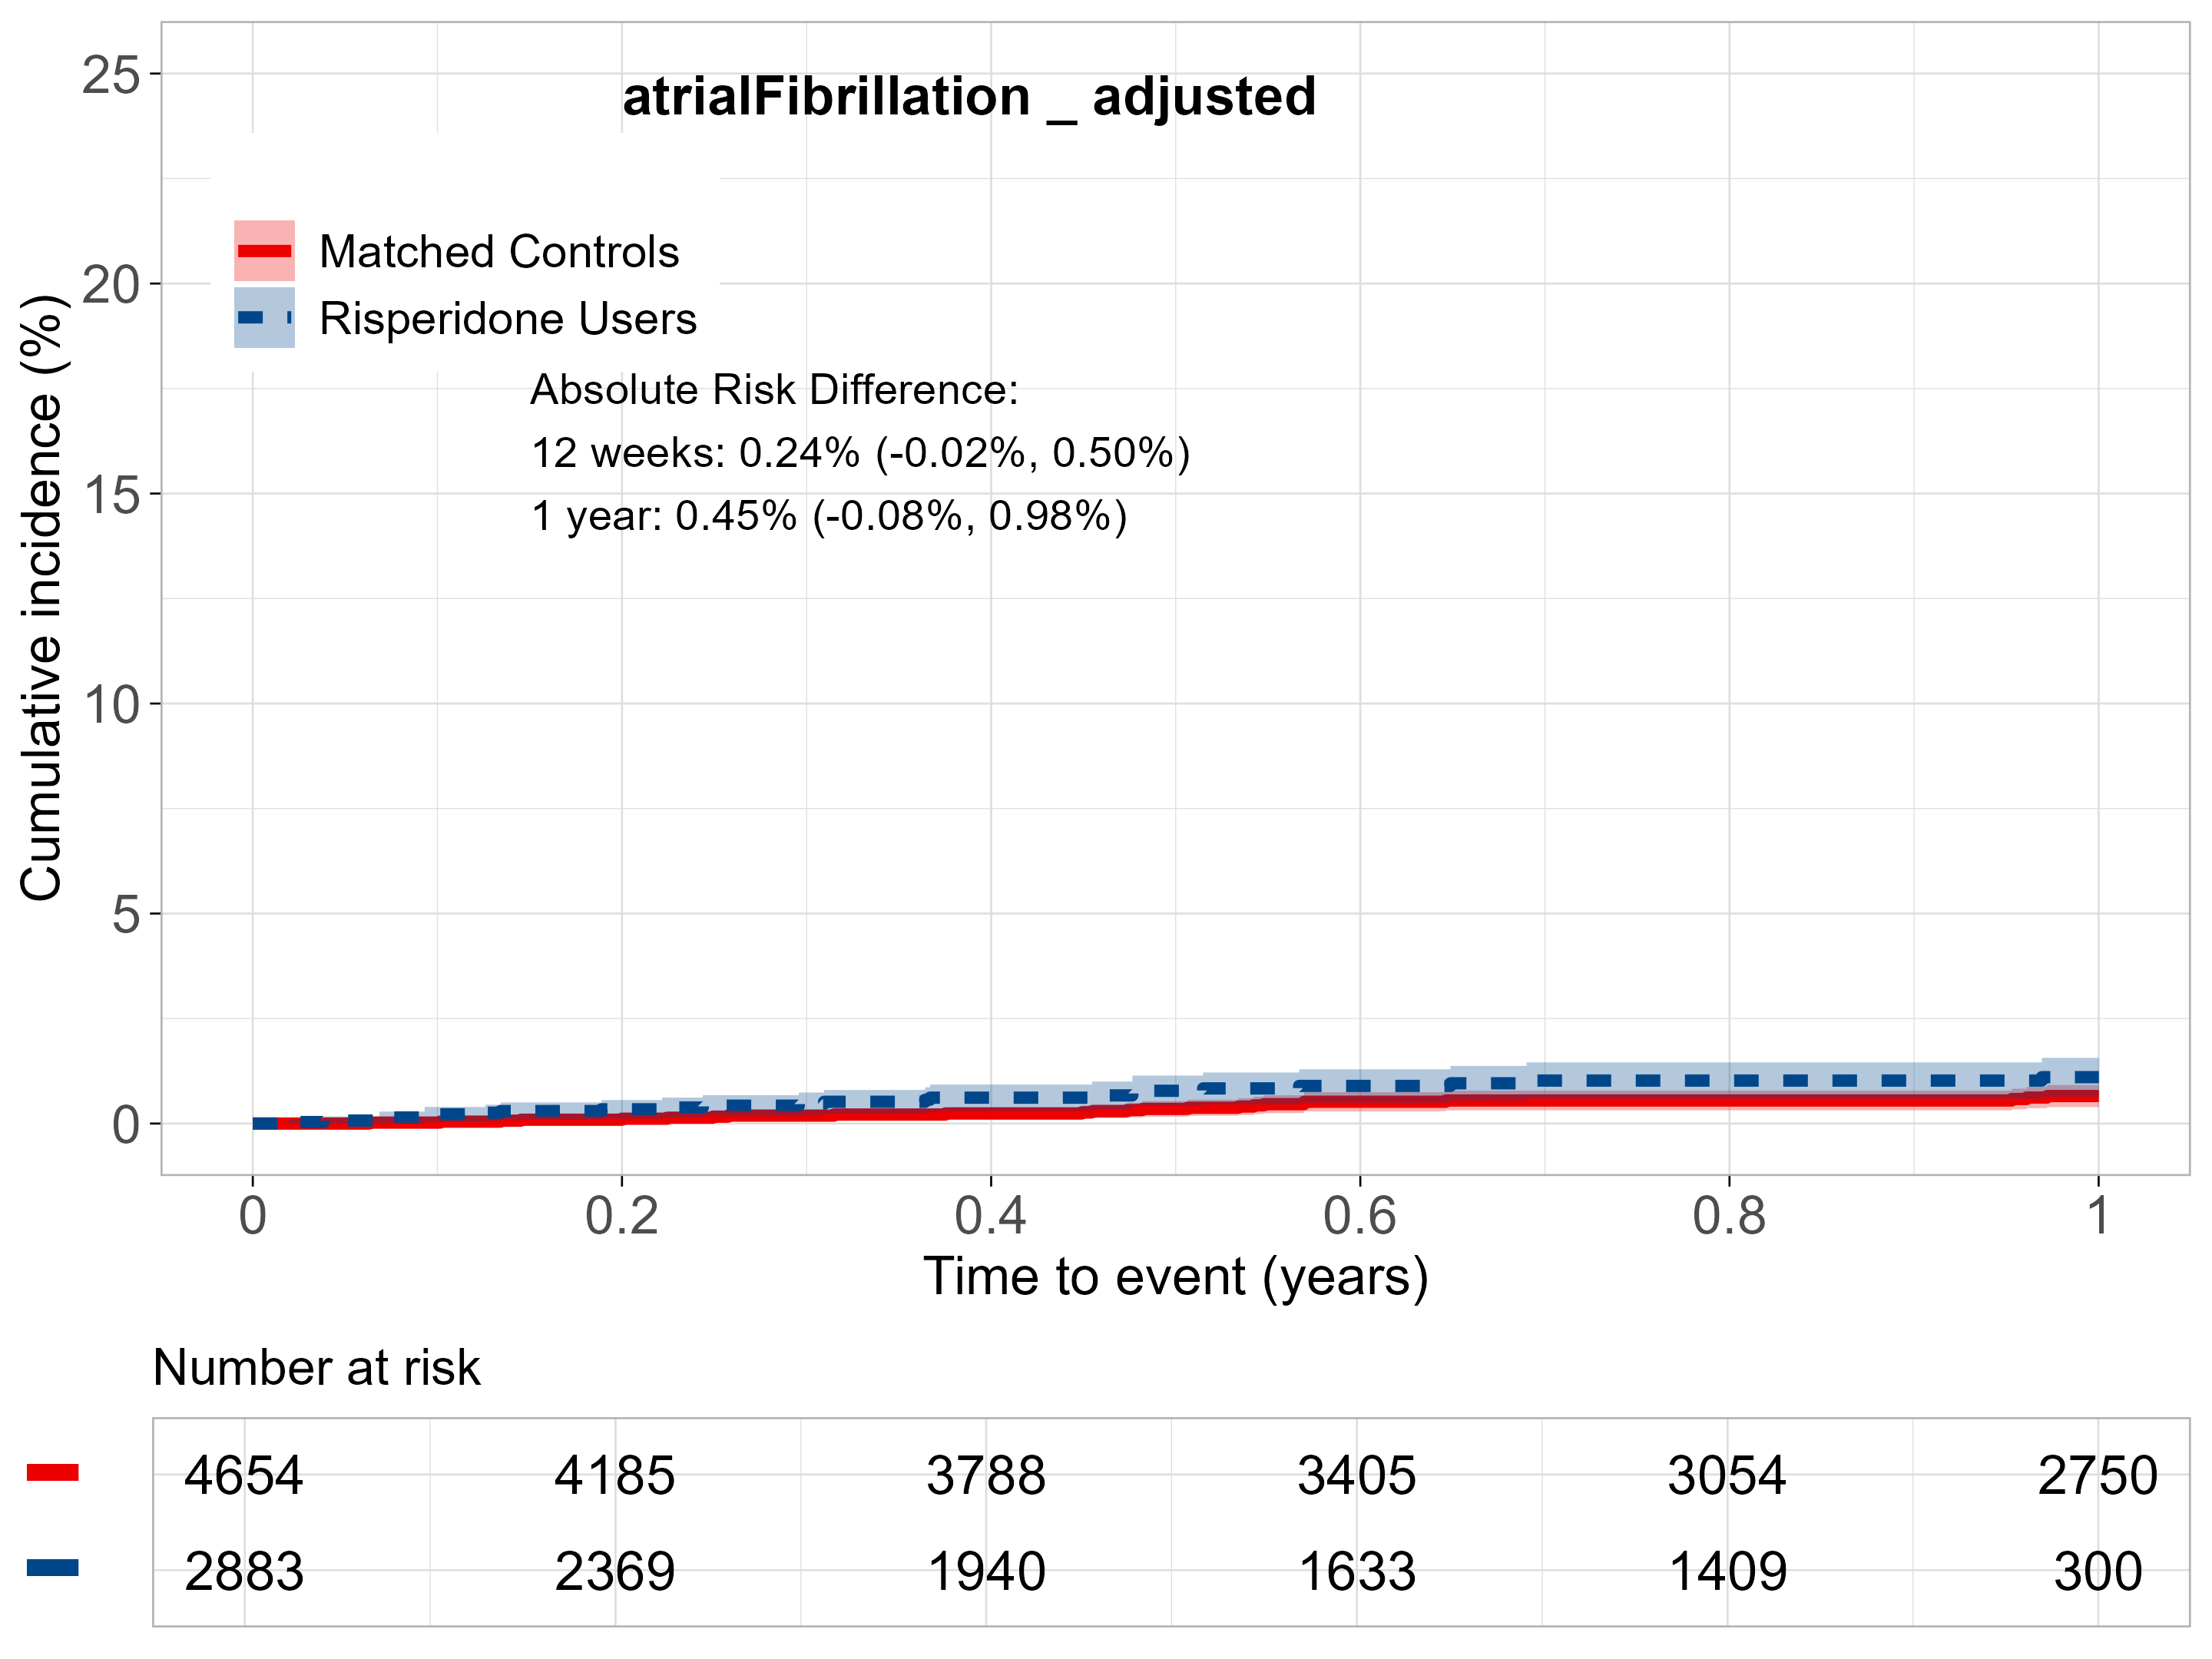 atrialFibrillation _ adjusted
Matched Controls
Risperidone Users
Absolute Risk Difference:
12 weeks: 0.24% (-0.02%, 0.50%)
1 year: 0.45% (-0.08%, 0.98%)
Cumulative incidence (%)
25
20
15
10
5
0
0 0.2 0.4 0.6 0.8 1
Time to event (years)
Number at risk
4654 4185 3788 3405 3054 2750
2883 2369 1940 1633 1409 300